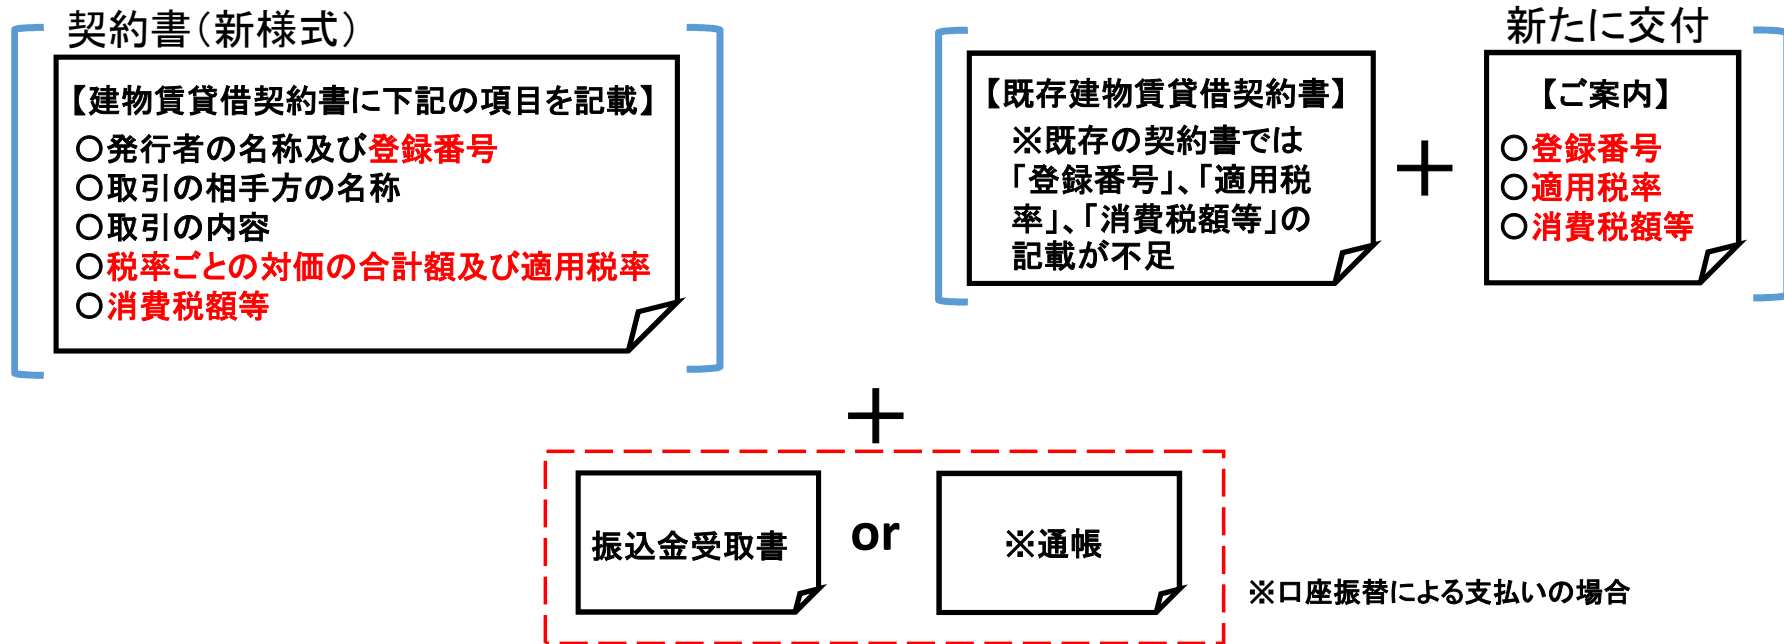 契約書（新様式）
【建物賃貸借契約書に下記の項目を記載】
○発行者の名称及び登録番号
○取引の相手方の名称
○取引の内容
○税率ごとの対価の合計額及び適用税率
○消費税額等
【既存建物賃貸借契約書】
※既存の契約書では
「登録番号」、「適用税
率」、「消費税額等」の
記載が不足
＋
新たに交付
【ご案内】
○登録番号
○適用税率
○消費税額等
＋
振込金受取書
or
※通帳
※口座振替による支払いの場合